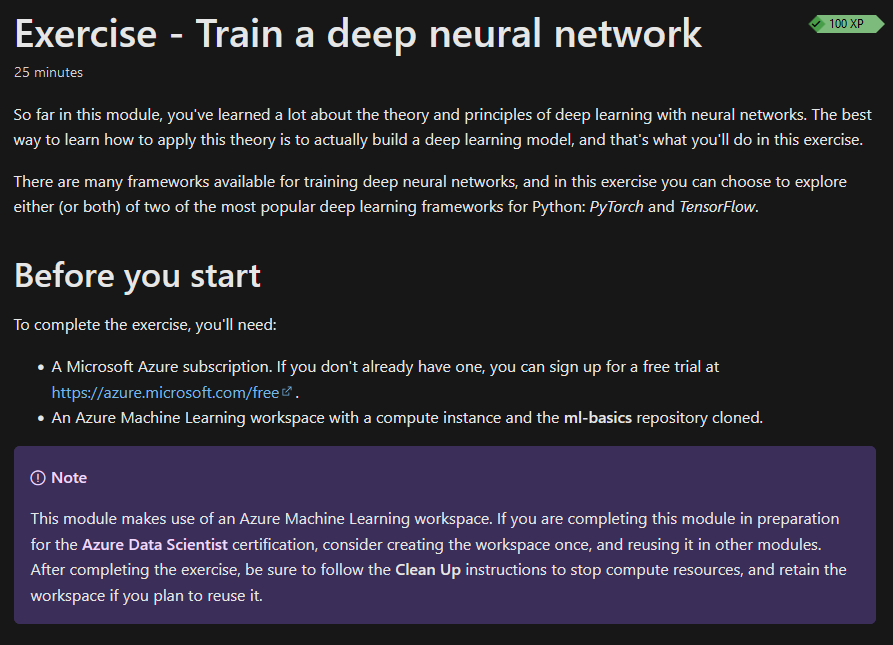 Exercise - Train a deep neural network
100 XP
25 minutes
So far in this module, you've learned a lot about the theory and principles of deep learning with neural networks. The best
way to learn how to apply this theory is to actually build a deep learning model, and that's what you'll do in this exercise.
There are many frameworks available for training deep neural networks, and in this exercise you can choose to explore
either (or both) of two of the most popular deep learning frameworks for Python: PyTorch and TensorFlow.
Before you start
To complete the exercise, you'll need:
• A Microsoft Azure subscription. If you don't already have one, you can sign up for a free trial at
https://azure.microsoft.com/free .
• An Azure Machine Learning workspace with a compute instance and the ml-basics repository cloned.
Note
This module makes use of an Azure Machine Learning workspace. If you are completing this module in preparation
for the Azure Data Scientist certification, consider creating the workspace once, and reusing it in other modules.
After completing the exercise, be sure to follow the Clean Up instructions to stop compute resources, and retain the
workspace if you plan to reuse it.